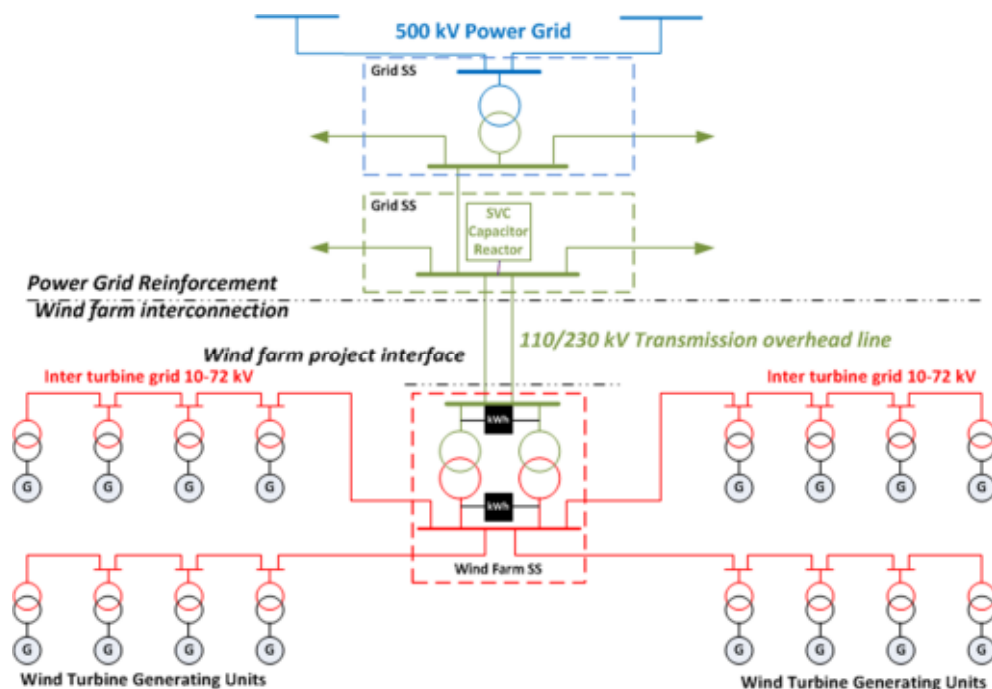 500 kV Power Grid
Grid SS
Grid SS
SVC
Capacitor
Reactor
Power Grid Reinforcement
Wind farm interconnection
110/230 kV Transmission overhead line
Wind farm project interface
Inter turbine grid 10-72 kV
Inter turbine grid 10-72 kV
kWh
G G G G
G G G G
kWh
Wind Farm SS
G G G G
G G G G
Wind Turbine Generating Units
Wind Turbine Generating Units